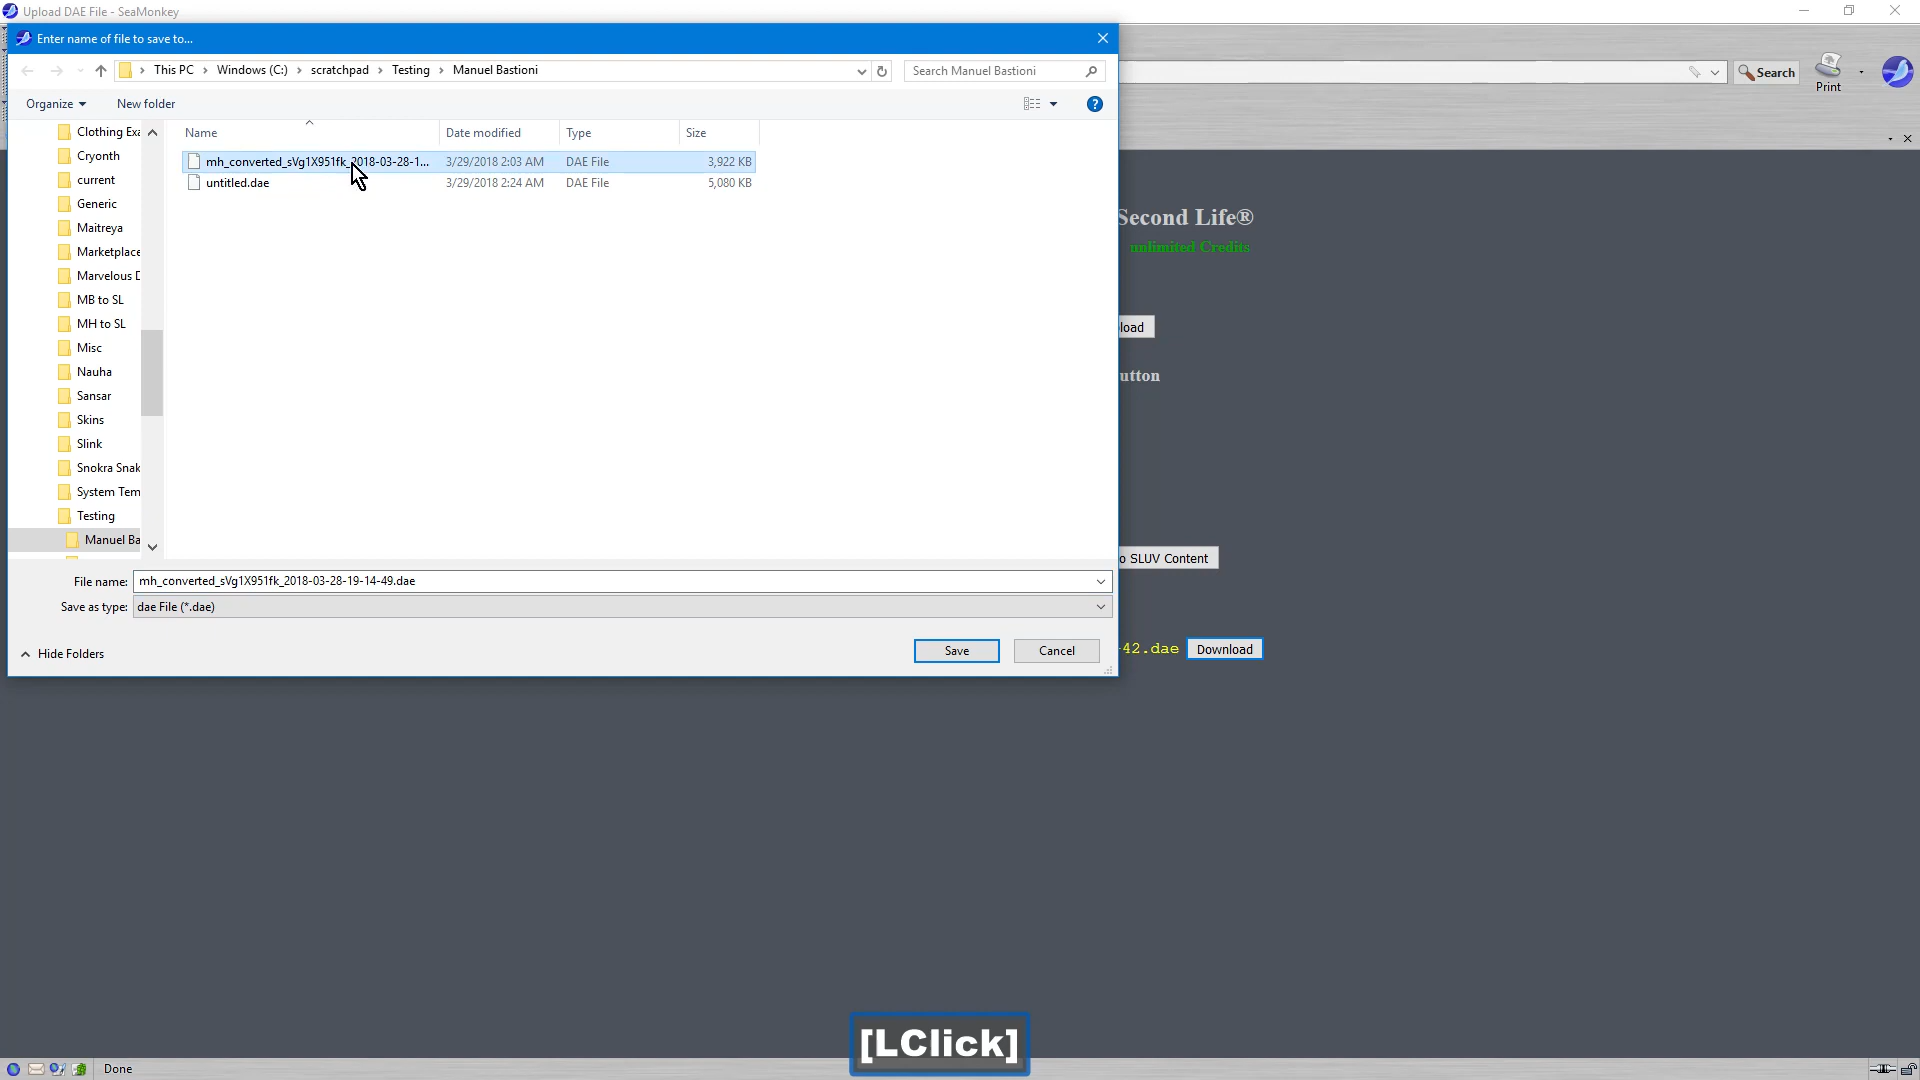 Upload DAE File - SeaMonkey
Enter name of file to save to...
This PC > Windows (C:) > scratchpad > Testing > Manuel Bastioni
Search Manuel Bastioni
Search
Print
Organize
New folder
Name
Date modified
Type
Size
mh_converted_sVg1X951fk_2018-03-28-1... 3/29/2018 2:03 AM DAE File 3,922 KB
untitled.dae 3/29/2018 2:24 AM DAE File 5,080 KB
Clothing Exa
Cryonth
current
Generic
Maitreya
Marketplace
Marvelous D
MB to SL
MH to SL
Misc
Nauha
Sansar
Skins
Slink
Snokra Snak
System Tem
Testing
Manuel Ba
Second Life®
unlimited Credits
load
utton
o SLUV Content
-42.dae Download
File name: mh_converted_sVg1X951fk_2018-03-28-19-14-49.dae
Save as type: dae File (*.dae)
Hide Folders
Save
Cancel
[LClick]
Done